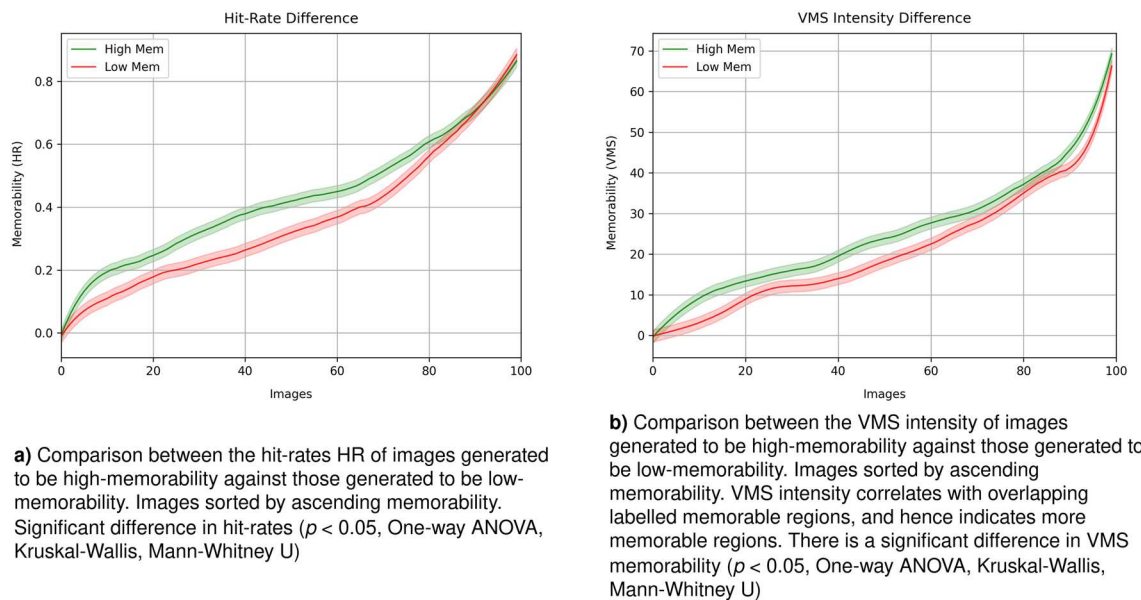 Hit-Rate Difference
High Mem
Low Mem
0.8
0.6
0.4
0.2
0.0
Memorability (HR)
0 20 40 60 80 100
Images
a) Comparison between the hit-rates HR of images generated
to be high-memorability against those generated to be low-
memorability. Images sorted by ascending memorability.
Significant difference in hit-rates (p < 0.05, One-way ANOVA,
Kruskal-Wallis, Mann-Whitney U)
VMS Intensity Difference
High Mem
Low Mem
70
60
50
40
30
20
10
0
Memorability (VMS)
0 20 40 60 80 100
Images
b) Comparison between the VMS intensity of images
generated to be high-memorability against those generated to
be low-memorability. Images sorted by ascending
memorability. VMS intensity correlates with overlapping
labelled memorable regions, and hence indicates more
memorable regions. There is a significant difference in VMS
memorability (p < 0.05, One-way ANOVA, Kruskal-Wallis,
Mann-Whitney U)